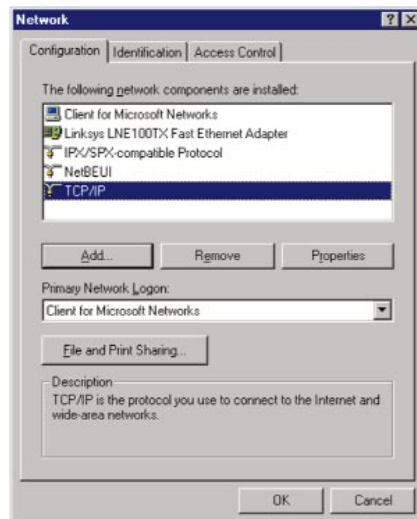 Network
Configuration Identification Access Control
The following network components are installed:
Client for Microsoft Networks
Linksys LNE100TX Fast Ethernet Adapter
IPX/SPX-compatible Protocol
NetBEUI
TCP/IP
Add... Remove Properties
Primary Network Logon:
Client for Microsoft Networks
File and Print Sharing...
Description
TCP/IP is the protocol you use to connect to the Internet and
wide-area networks.
OK Cancel